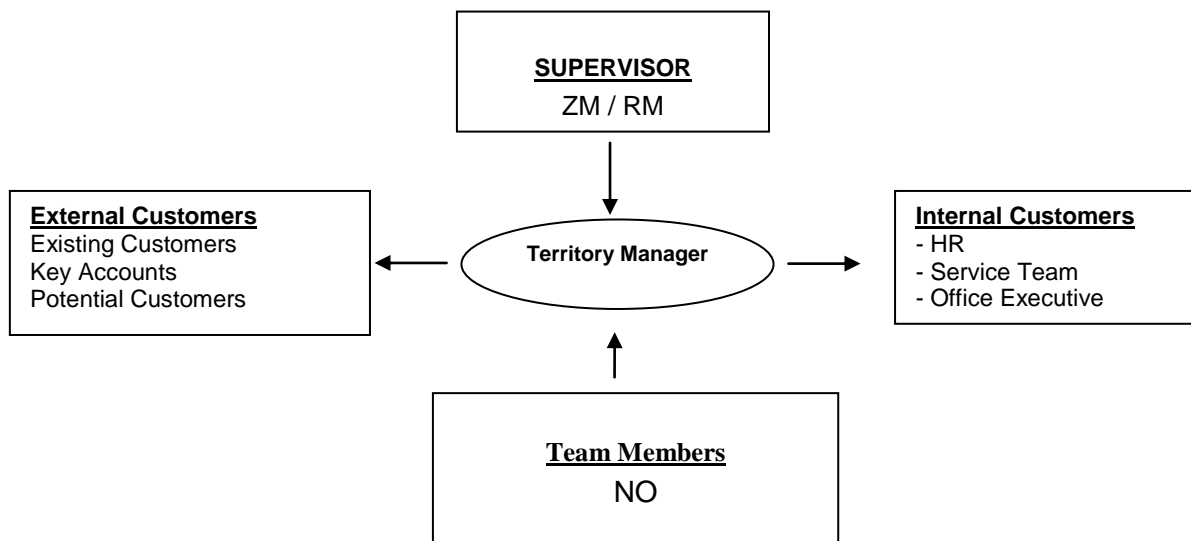 SUPERVISOR
ZM / RM
External Customers
Existing Customers
Key Accounts
Potential Customers
Territory Manager
Internal Customers
- HR
- Service Team
- Office Executive
Team Members
NO